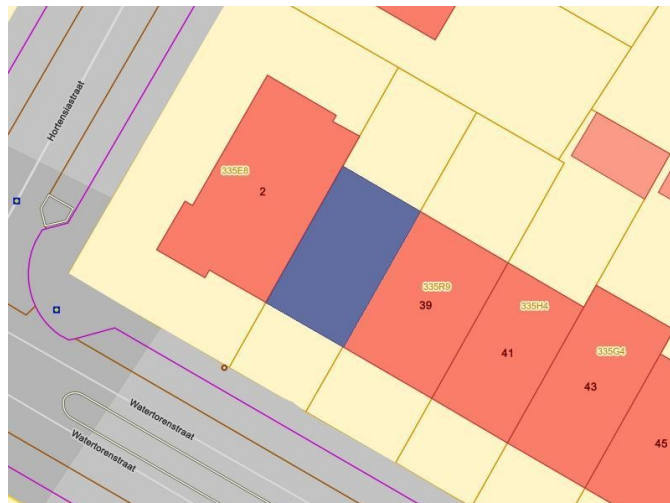 Hortensiastraat
335E8
2
335R9
39
335H4
41
335G4
43
45
Watertorenstraat
Watertorenstraat